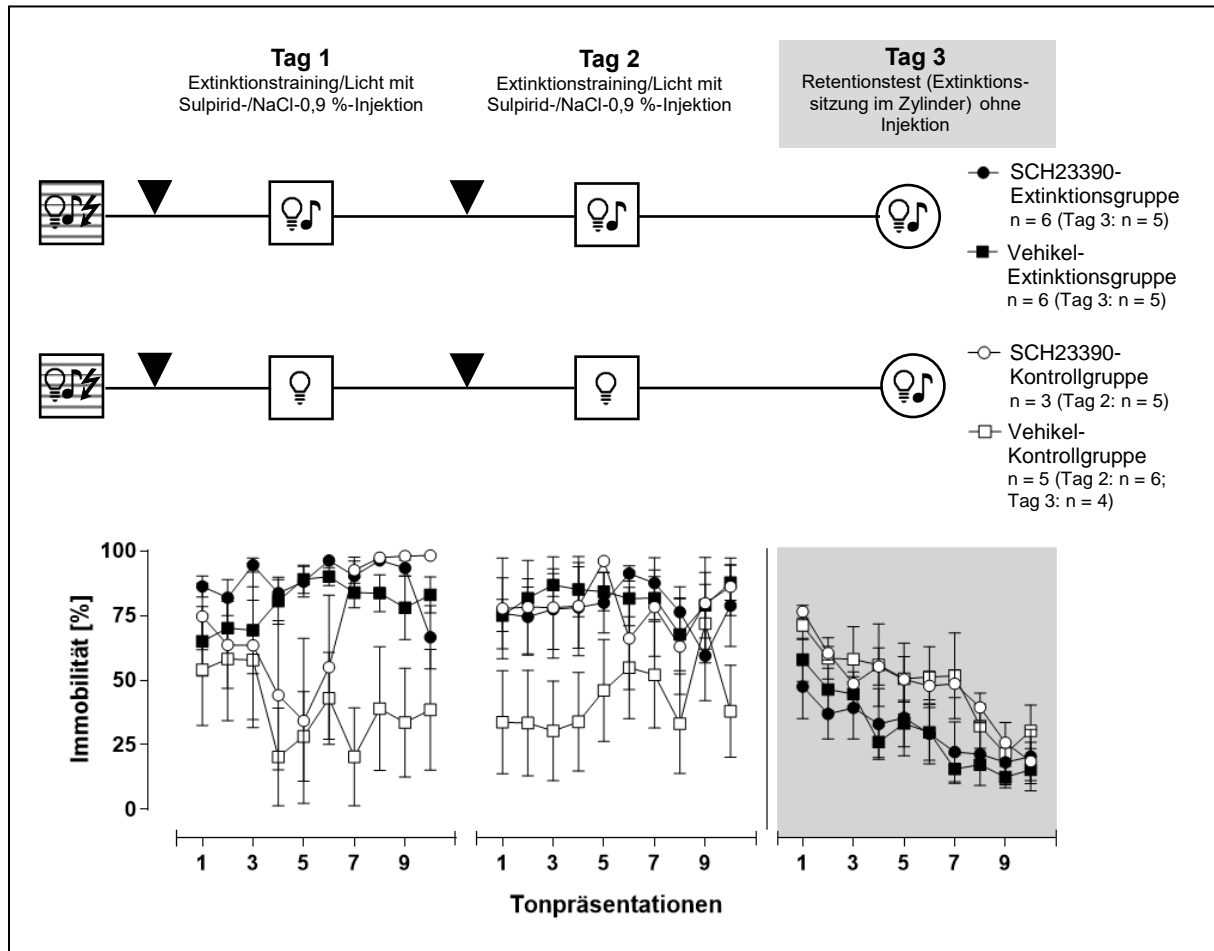 Tag 1
Extinktionstraining/Licht mit
Sulpirid-/NaCl-0,9 %-Injektion
Tag 2
Extinktionstraining/Licht mit
Sulpirid-/NaCl-0,9 %-Injektion
Tag 3
Retentionstest (Extinktions-
sitzung im Zylinder) ohne
Injektion
SCH23390-
Extinktionsgruppe
n = 6 (Tag 3: n = 5)
Vehikel-
Extinktionsgruppe
n = 6 (Tag 3: n = 5)
SCH23390-
Kontrollgruppe
n = 3 (Tag 2: n = 5)
Vehikel-
Kontrollgruppe
n = 5 (Tag 2: n = 6;
Tag 3: n = 4)
Immobilität [%]
100
75
50
25
0
1 3 5 7 9 1 3 5 7 9 1 3 5 7 9
Tonpräsentationen